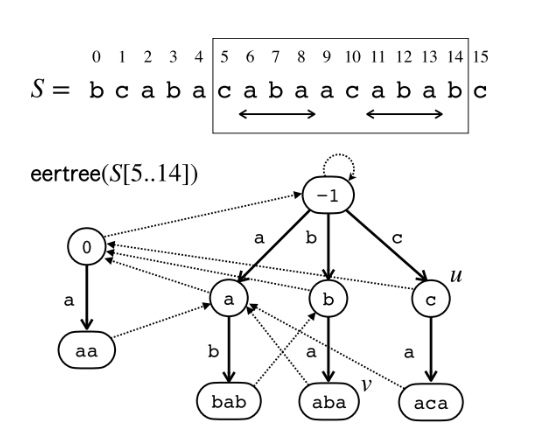 0 1 2 3 4 5 6 7 8 9 10 11 12 13 14 15
S = b c a b a c a b a a c a b a b c
eertree(S[5..14])
-1
a b c
0
u
a b c
a
b a a
aa
v
bab aba aca